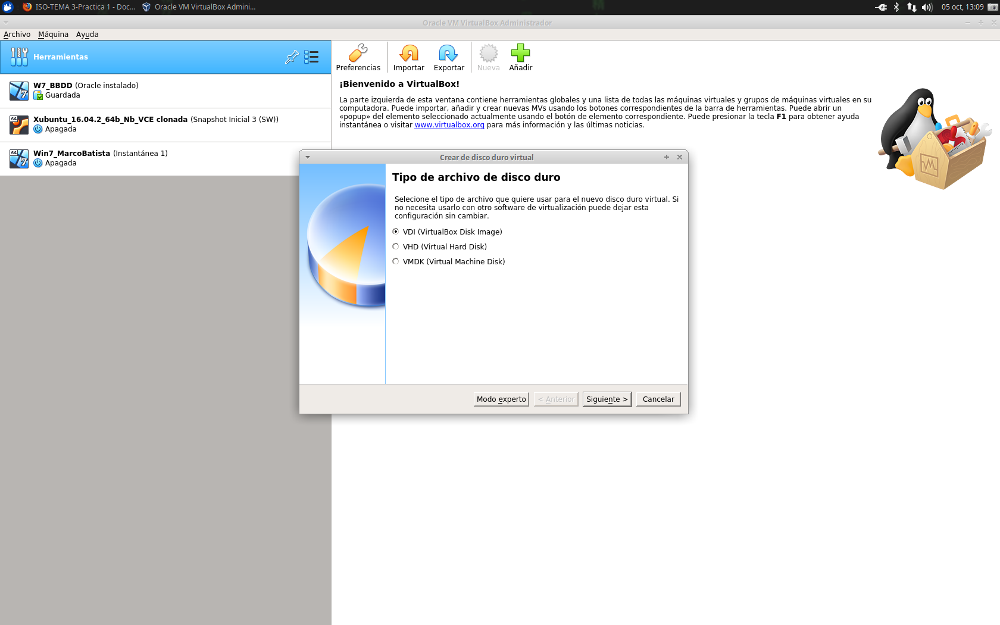 ISO-TEMA 3-Practica 1 - Doc...
Oracle VM VirtualBox Admini...
05 oct, 13:09
Oracle VM VirtualBox Administrador
Archivo Máquina Ayuda
Herramientas
W7_BBDD (Oracle instalado)
Guardada
64
Xubuntu_16.04.2_64b_Nb_VCE clonada (Snapshot Inicial 3 (SW))
Apagada
64
Win7_MarcoBatista (Instantánea 1)
Apagada
Preferencias Importar Exportar Nueva Añadir
¡Bienvenido a VirtualBox!
La parte izquierda de esta ventana contiene herramientas globales y una lista de todas las máquinas virtuales y grupos de máquinas virtuales en su
computadora. Puede importar, añadir y crear nuevas MVs usando los botones correspondientes de la barra de herramientas. Puede abrir un
«popup» del elemento seleccionado actualmente usando el botón de elemento correspondiente. Puede presionar la tecla F1 para obtener ayuda
instantánea o visitar www.virtualbox.org para más información y las últimas noticias.
Crear de disco duro virtual
Tipo de archivo de disco duro
Selecione el tipo de archivo que quiere usar para el nuevo disco duro virtual. Si
no necesita usarlo con otro software de virtualización puede dejar esta
configuración sin cambiar.
VDI (VirtualBox Disk Image)
VHD (Virtual Hard Disk)
VMDK (Virtual Machine Disk)
Modo experto < Anterior Siguiente > Cancelar